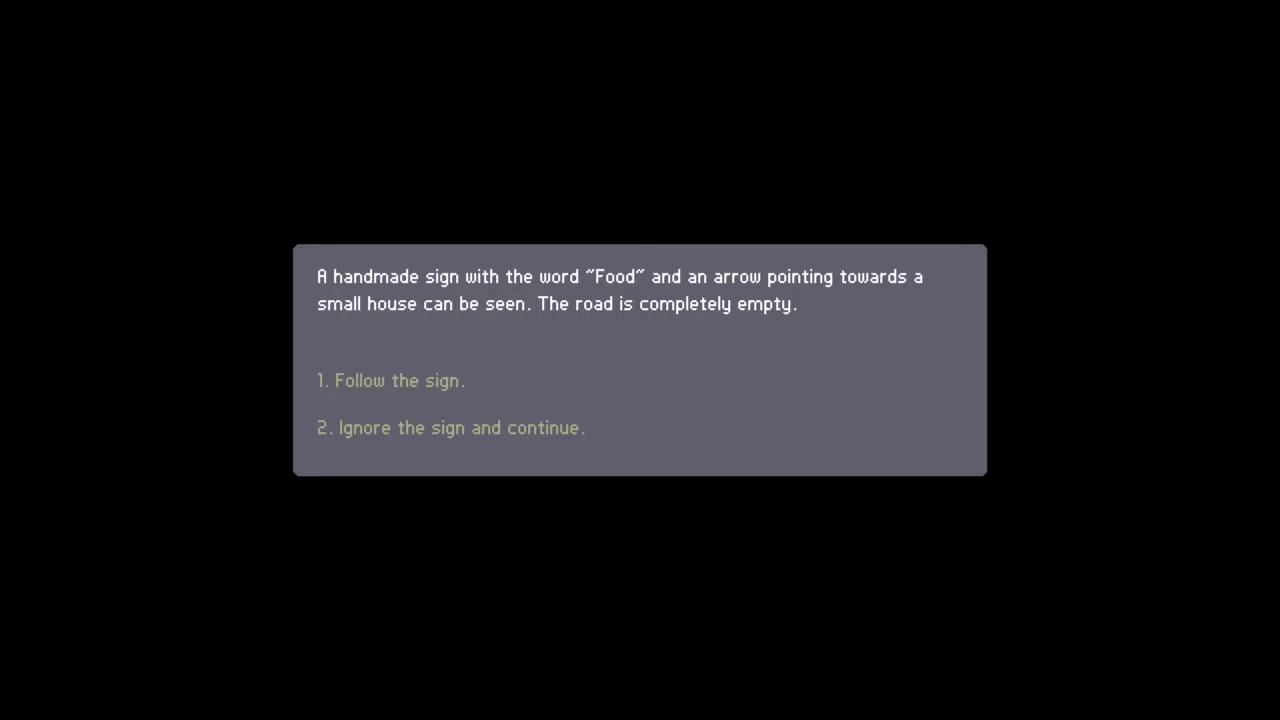 A handmade sign with the word "Food" and an arrow pointing towards a
small house can be seen. The road is completely empty.
1. Follow the sign.
2. Ignore the sign and continue.